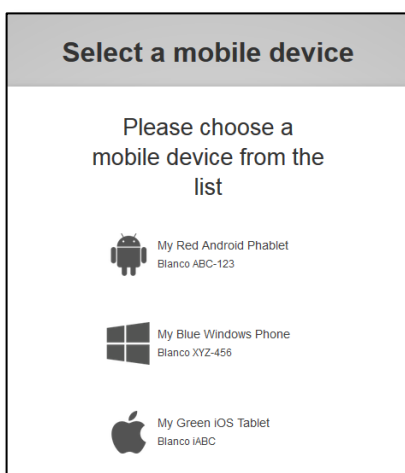 Select a mobile device
Please choose a
mobile device from the
list
My Red Android Phablet
Blanco ABC-123
My Blue Windows Phone
Blanco XYZ-456
My Green iOS Tablet
Blanco iABC